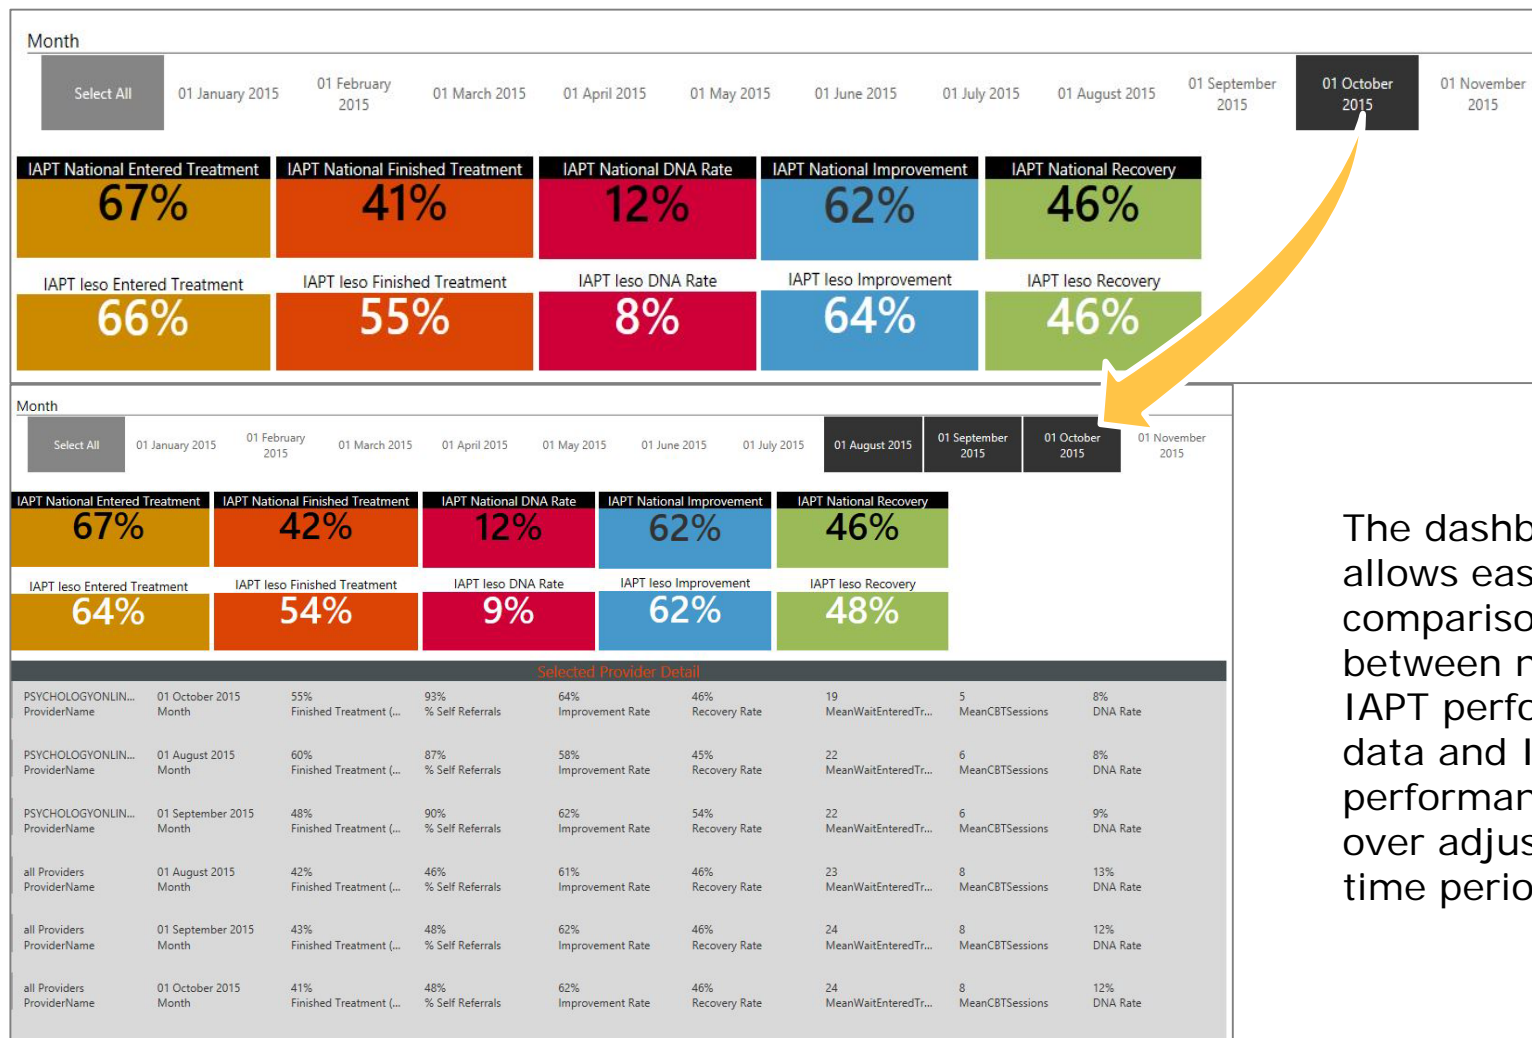 Month
Select All 01 January 2015 01 February 2015 01 March 2015 01 April 2015 01 May 2015 01 June 2015 01 July 2015 01 August 2015 01 September 2015 01 October 2015 01 November 2015
IAPT National Entered Treatment IAPT National Finished Treatment IAPT National DNA Rate IAPT National Improvement IAPT National Recovery
67% 41% 12% 62% 46%
IAPT Ieso Entered Treatment IAPT Ieso Finished Treatment IAPT Ieso DNA Rate IAPT Ieso Improvement IAPT Ieso Recovery
66% 55% 8% 64% 46%
Month
Select All 01 January 2015 01 February 2015 01 March 2015 01 April 2015 01 May 2015 01 June 2015 01 July 2015 01 August 2015 01 September 2015 01 October 2015 01 November 2015
IAPT National Entered Treatment IAPT National Finished Treatment IAPT National DNA Rate IAPT National Improvement IAPT National Recovery
67% 42% 12% 62% 46%
IAPT Ieso Entered Treatment IAPT Ieso Finished Treatment IAPT Ieso DNA Rate IAPT Ieso Improvement IAPT Ieso Recovery
64% 54% 9% 62% 48%
Selected Provider Detail
PSYCHOLOGYONLIN... 01 October 2015 55% 93% 64% 46% 19 5 8%
ProviderName Month Finished Treatment (... % Self Referrals Improvement Rate Recovery Rate MeanWaitEnteredTr... MeanCBTSessions DNA Rate
PSYCHOLOGYONLIN... 01 August 2015 60% 87% 58% 45% 22 6 8%
ProviderName Month Finished Treatment (... % Self Referrals Improvement Rate Recovery Rate MeanWaitEnteredTr... MeanCBTSessions DNA Rate
PSYCHOLOGYONLIN... 01 September 2015 48% 90% 62% 54% 22 6 9%
ProviderName Month Finished Treatment (... % Self Referrals Improvement Rate Recovery Rate MeanWaitEnteredTr... MeanCBTSessions DNA Rate
all Providers 01 August 2015 42% 46% 61% 46% 23 8 13%
ProviderName Month Finished Treatment (... % Self Referrals Improvement Rate Recovery Rate MeanWaitEnteredTr... MeanCBTSessions DNA Rate
all Providers 01 September 2015 43% 48% 62% 46% 24 8 12%
ProviderName Month Finished Treatment (... % Self Referrals Improvement Rate Recovery Rate MeanWaitEnteredTr... MeanCBTSessions DNA Rate
all Providers 01 October 2015 41% 48% 62% 46% 24 8 12%
ProviderName Month Finished Treatment (... % Self Referrals Improvement Rate Recovery Rate MeanWaitEnteredTr... MeanCBTSessions DNA Rate
The
allows
between
IAPT
data and
over
time